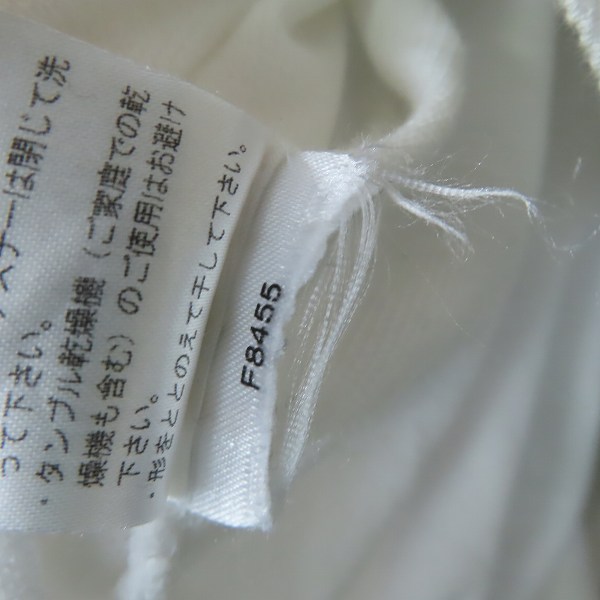 スナーは閉じて洗
って下さい。
・タンブル乾燥機（ご家庭での乾
燥機も含む）のご使用はお避け
下さい。
・形をととのえて干して下さい。
F8455